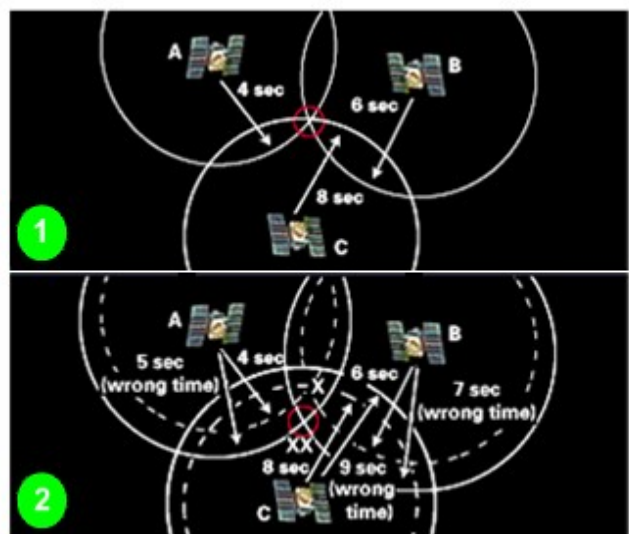 A
B
4 sec
6 sec
8 sec
C
1
A
B
5 sec
(wrong time)
4 sec
6 sec
7 sec
(wrong time)
-X
XX
8 sec
9 sec
(wrong
time)
C
2